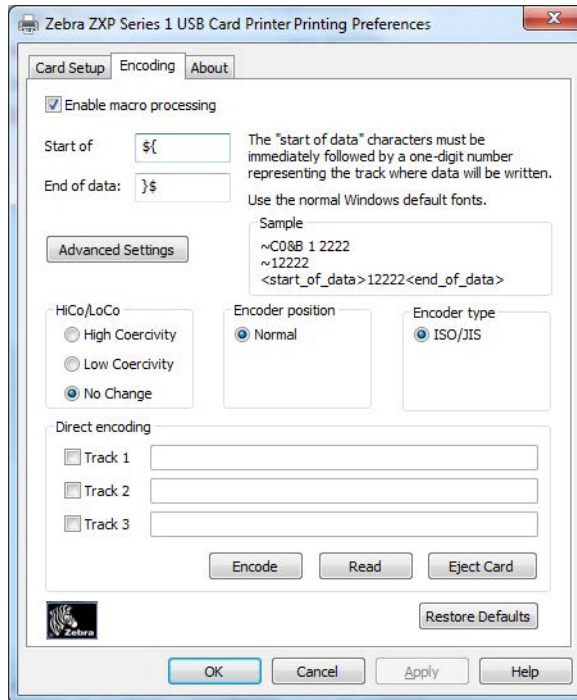 Zebra ZXP Series 1 USB Card Printer Printing Preferences
Card Setup Encoding About
Enable macro processing
Start of ${
End of data: }$
The "start of data" characters must be
immediately followed by a one-digit number
representing the track where data will be written.
Use the normal Windows default fonts.
Advanced Settings
Sample
~C0&B 1 2222
~12222
<start_of_data>12222<end_of_data>
HiCo/LoCo
High Coercivity
Low Coercivity
No Change
Encoder position
Normal
Encoder type
ISO/JIS
Direct encoding
Track 1
Track 2
Track 3
Encode Read Eject Card
Zebra
Restore Defaults
OK Cancel Apply Help